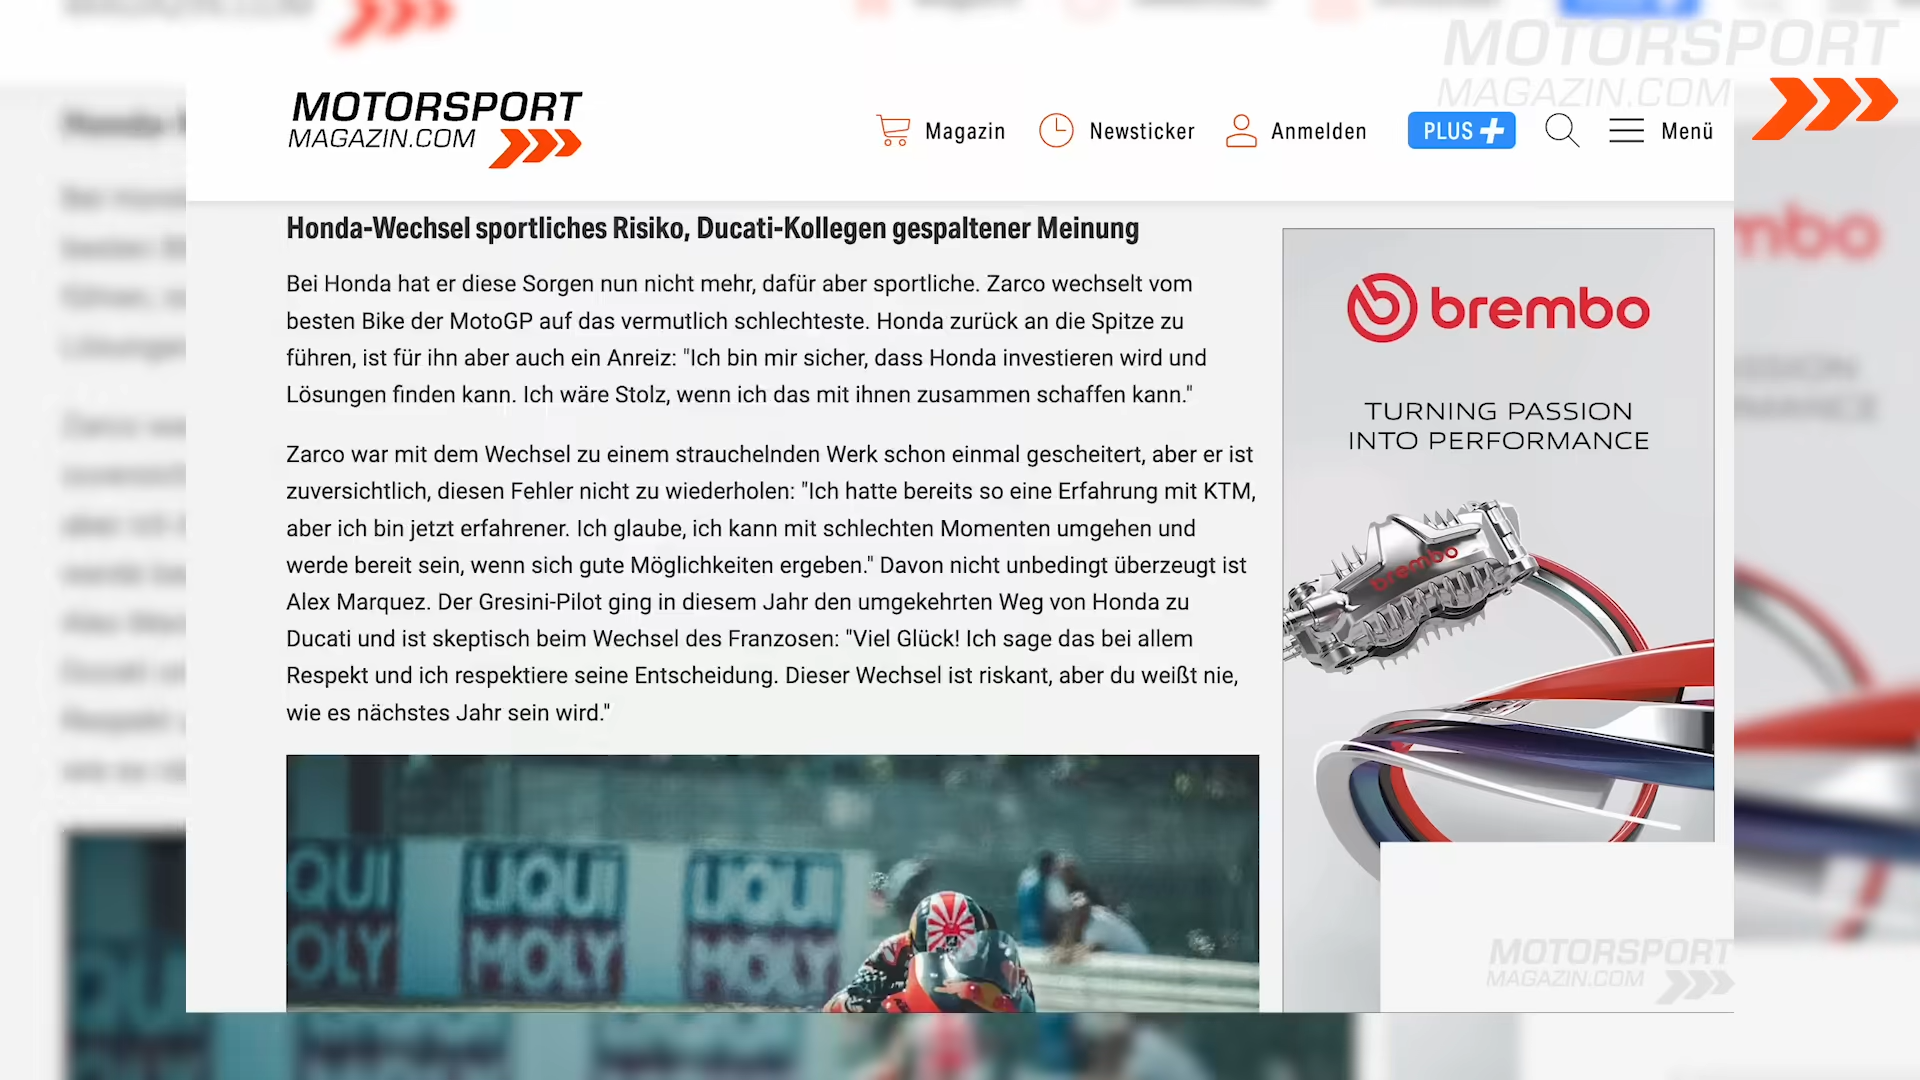 MOTORSPORT
MAGAZIN.COM
MOTORSPORT
MAGAZIN.COM
Magazin
Newsticker
Anmelden
PLUS
Menü
Honda-Wechsel sportliches Risiko, Ducati-Kollegen gespaltener Meinung
Bei Honda hat er diese Sorgen nun nicht mehr, dafür aber sportliche. Zarco wechselt vom
besten Bike der MotoGP auf das vermutlich schlechteste. Honda zurück an die Spitze zu
führen, ist für ihn aber auch ein Anreiz: "Ich bin mir sicher, dass Honda investieren wird und
Lösungen finden kann. Ich wäre Stolz, wenn ich das mit ihnen zusammen schaffen kann."
Zarco war mit dem Wechsel zu einem strauchelnden Werk schon einmal gescheitert, aber er ist
zuversichtlich, diesen Fehler nicht zu wiederholen: "Ich hatte bereits so eine Erfahrung mit KTM,
aber ich bin jetzt erfahrener. Ich glaube, ich kann mit schlechten Momenten umgehen und
werde bereit sein, wenn sich gute Möglichkeiten ergeben." Davon nicht unbedingt überzeugt ist
Alex Marquez. Der Gresini-Pilot ging in diesem Jahr den umgekehrten Weg von Honda zu
Ducati und ist skeptisch beim Wechsel des Franzosen: "Viel Glück! Ich sage das bei allem
Respekt und ich respektiere seine Entscheidung. Dieser Wechsel ist riskant, aber du weißt nie,
wie es nächstes Jahr sein wird."
brembo
TURNING PASSION
INTO PERFORMANCE
brembo
LIQUI
MOLY
LIQUI
MOLY
LIQUI
MOLY
MOTORSPORT
MAGAZIN.COM